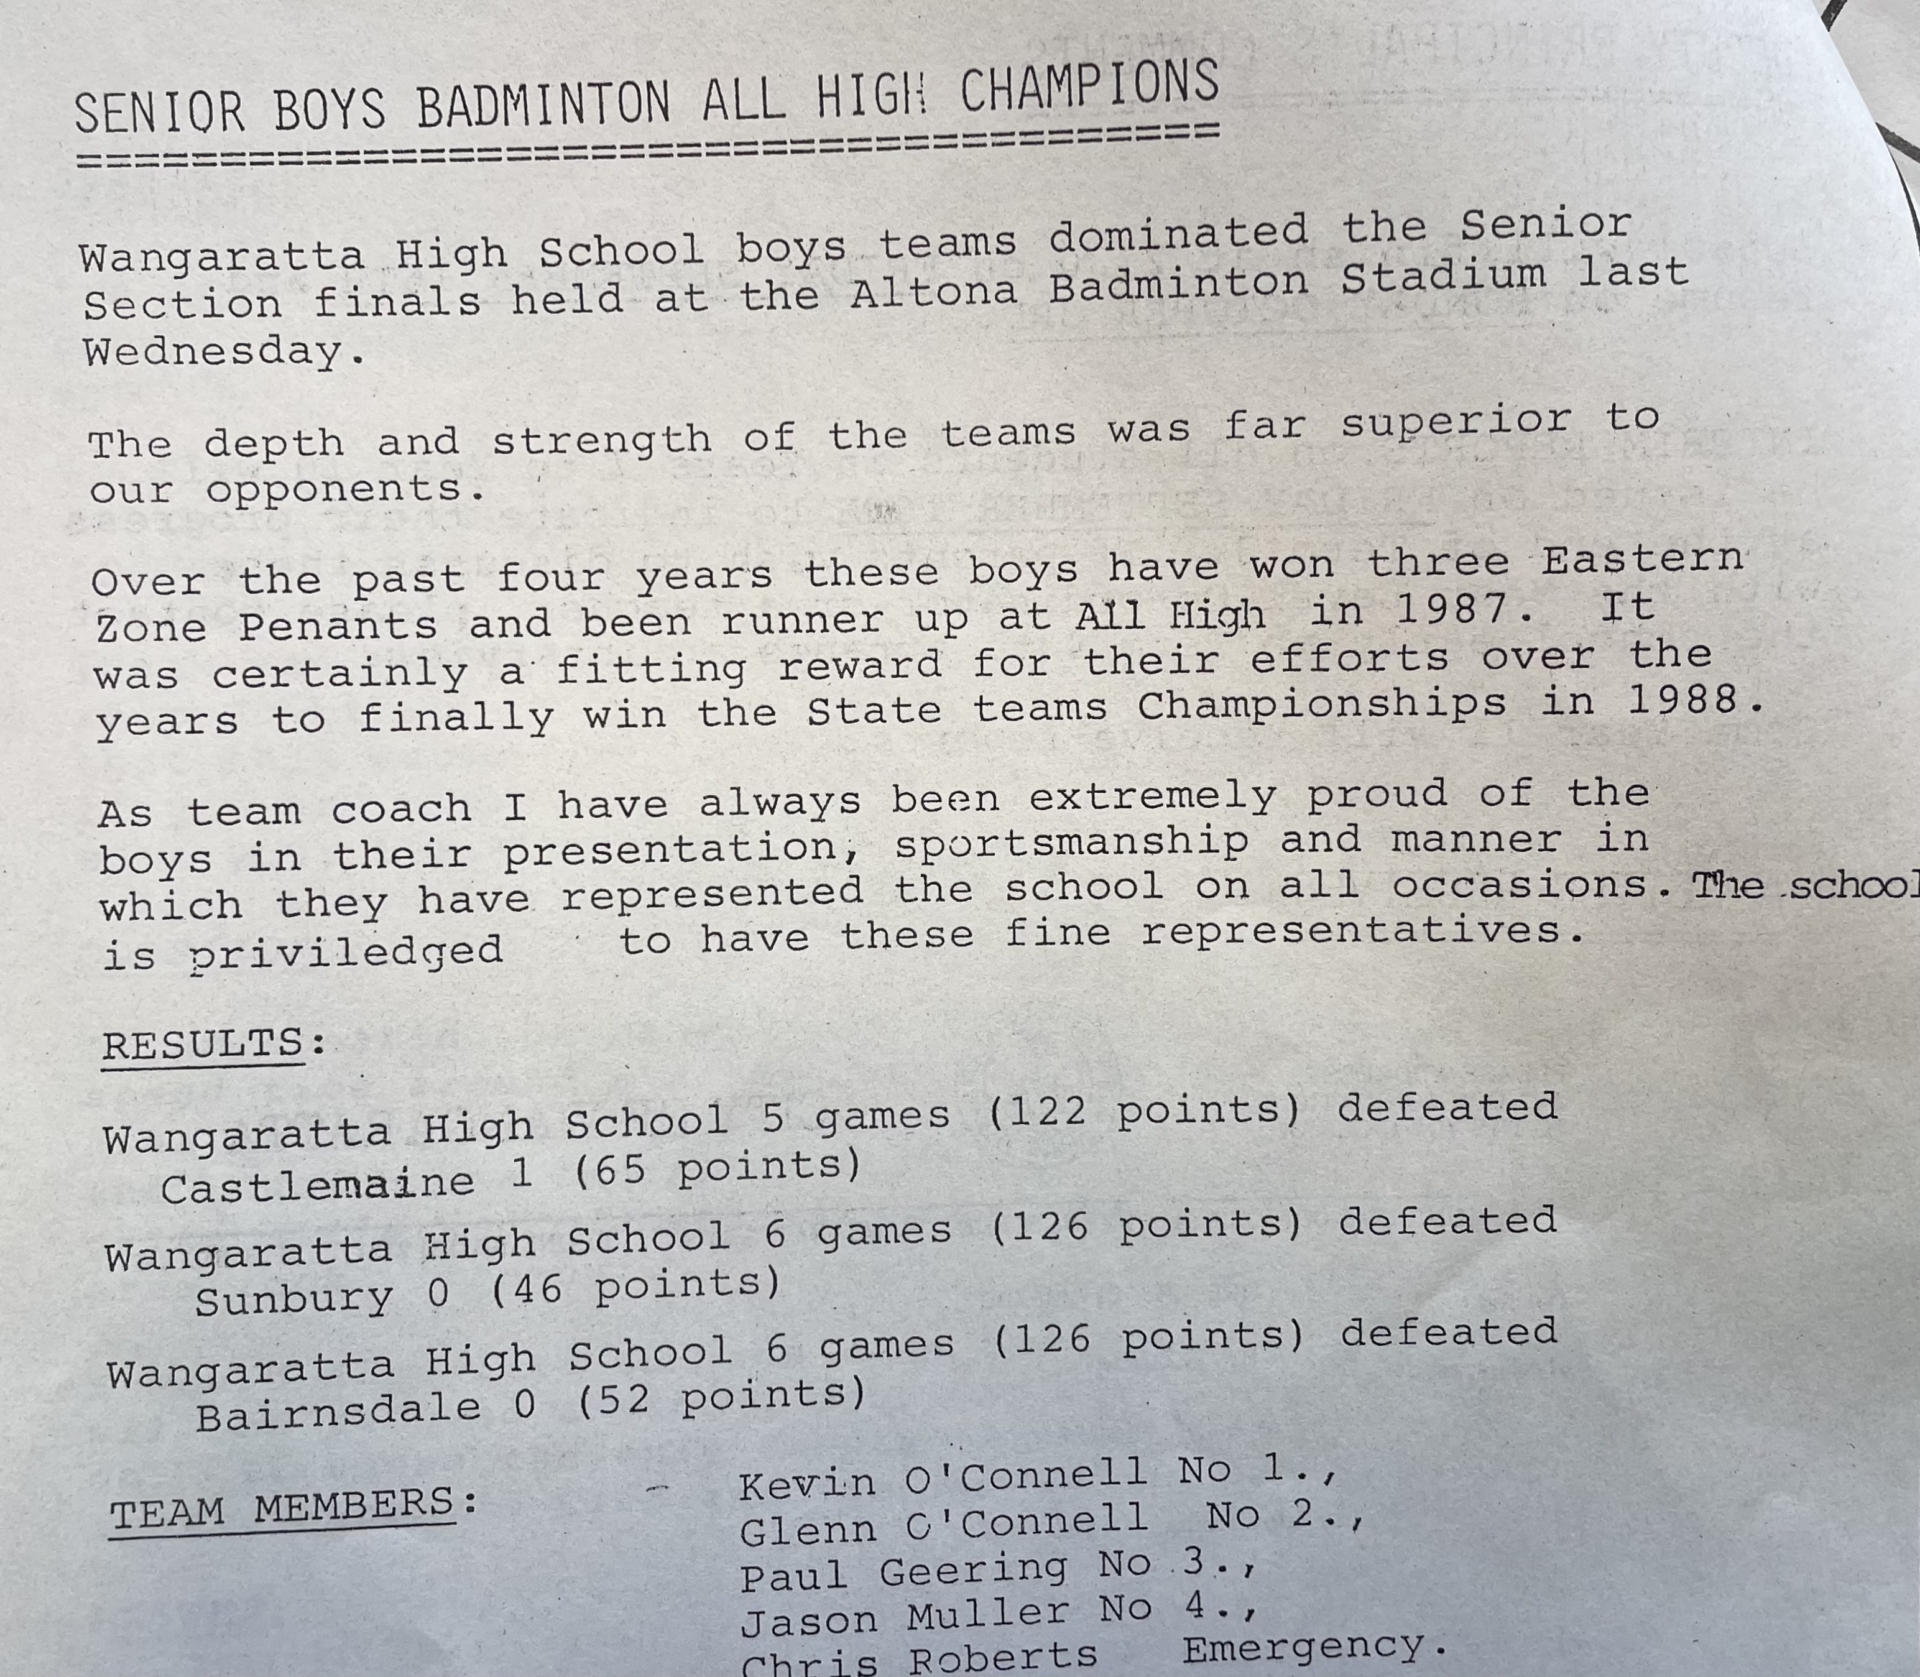 SENIOR BOYS BADMINTON ALL HIGH CHAMPIONS
========================================
Wangaratta High School boys teams dominated the Senior
Section finals held at the Altona Badminton Stadium last
Wednesday.
The depth and strength of the teams was far superior to
our opponents.
Over the past four years these boys have won three Eastern
Zone Penants and been runner up at All High in 1987. It
was certainly a fitting reward for their efforts over the
years to finally win the State teams Championships in 1988.
As team coach I have always been extremely proud of the
boys in their presentation, sportsmanship and manner in
which they have represented the school on all occasions. The school
is priviledged to have these fine representatives.
RESULTS:
Wangaratta High School 5 games (122 points) defeated
Castlemaine 1 (65 points)
Wangaratta High School 6 games (126 points) defeated
Sunbury 0 (46 points)
Wangaratta High School 6 games (126 points) defeated
Bairnsdale 0 (52 points)
TEAM MEMBERS: - Kevin O'Connell No 1.,
Glenn O'Connell No 2.,
Paul Geering No 3.,
Jason Muller No 4.,
Chris Roberts Emergency.